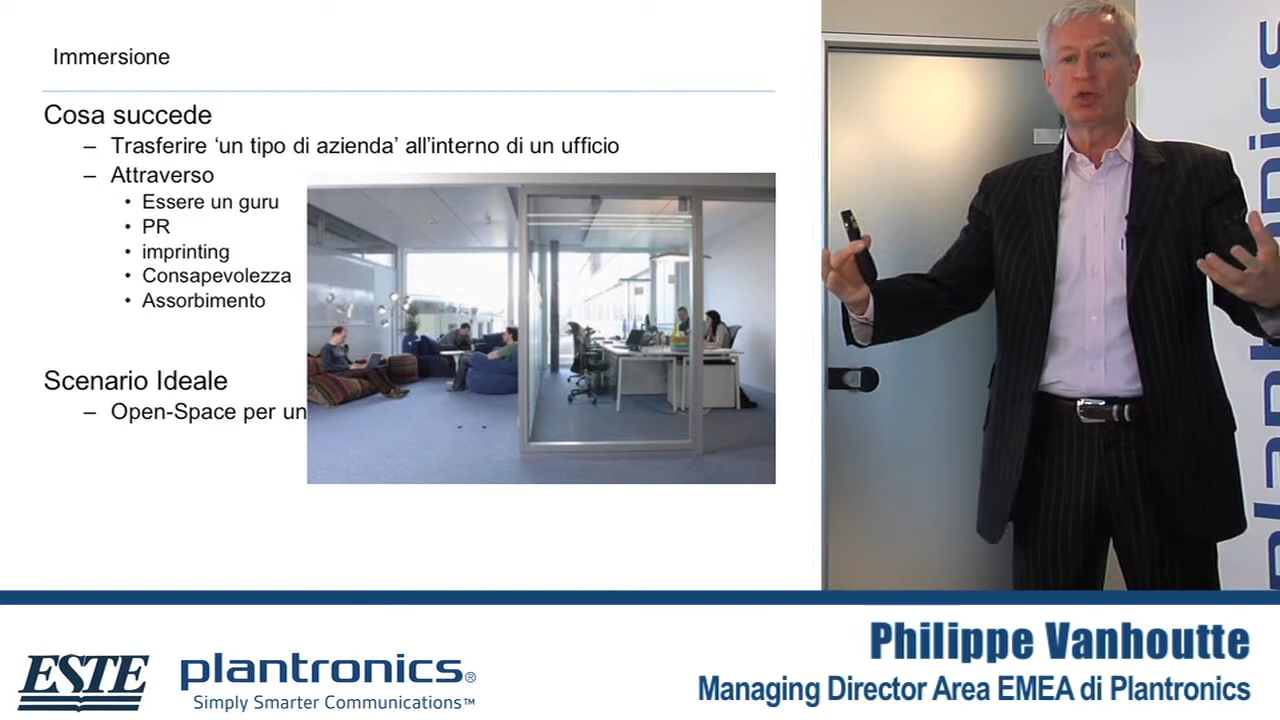 Immersione
Cosa succede
– Trasferire ‘un tipo di azienda’ all’interno di un ufficio
– Attraverso
• Essere un guru
• PR
• imprinting
• Consapevolezza
• Assorbimento
Scenario Ideale
– Open-Space per un
plantronics
Philippe Vanhoutte
Managing Director Area EMEA di Plantronics
ESTE
plantronics®
Simply Smarter Communications™